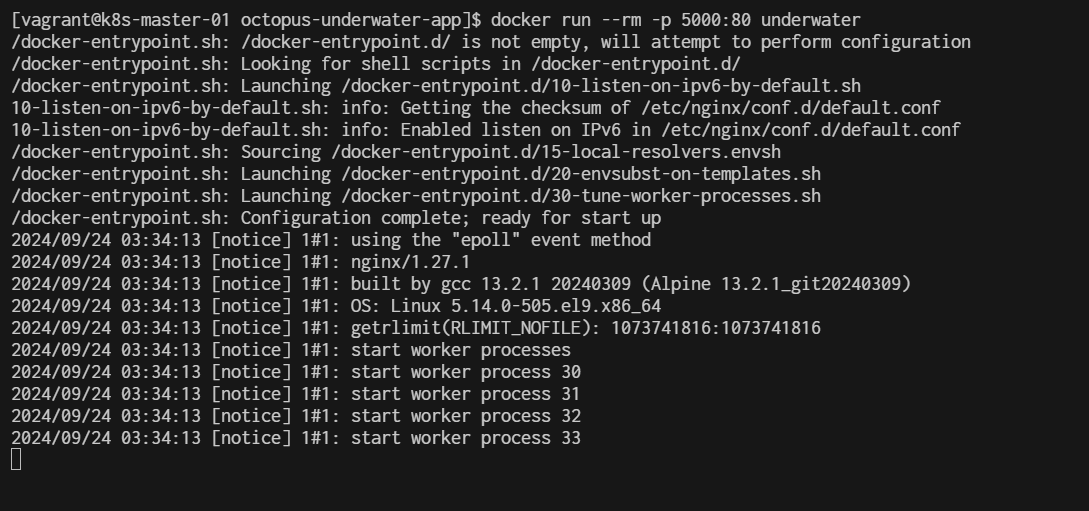 [vagrant@k8s-master-01 octopus-underwater-app]$ docker run --rm -p 5000:80 underwater
/docker-entrypoint.sh: /docker-entrypoint.d/ is not empty, will attempt to perform configuration
/docker-entrypoint.sh: Looking for shell scripts in /docker-entrypoint.d/
/docker-entrypoint.sh: Launching /docker-entrypoint.d/10-listen-on-ipv6-by-default.sh
10-listen-on-ipv6-by-default.sh: info: Getting the checksum of /etc/nginx/conf.d/default.conf
10-listen-on-ipv6-by-default.sh: info: Enabled listen on IPv6 in /etc/nginx/conf.d/default.conf
/docker-entrypoint.sh: Sourcing /docker-entrypoint.d/15-local-resolvers.envsh
/docker-entrypoint.sh: Launching /docker-entrypoint.d/20-envsubst-on-templates.sh
/docker-entrypoint.sh: Launching /docker-entrypoint.d/30-tune-worker-processes.sh
/docker-entrypoint.sh: Configuration complete; ready for start up
2024/09/24 03:34:13 [notice] 1#1: using the "epoll" event method
2024/09/24 03:34:13 [notice] 1#1: nginx/1.27.1
2024/09/24 03:34:13 [notice] 1#1: built by gcc 13.2.1 20240309 (Alpine 13.2.1_git20240309)
2024/09/24 03:34:13 [notice] 1#1: OS: Linux 5.14.0-505.el9.x86_64
2024/09/24 03:34:13 [notice] 1#1: getrlimit(RLIMIT_NOFILE): 1073741816:1073741816
2024/09/24 03:34:13 [notice] 1#1: start worker processes
2024/09/24 03:34:13 [notice] 1#1: start worker process 30
2024/09/24 03:34:13 [notice] 1#1: start worker process 31
2024/09/24 03:34:13 [notice] 1#1: start worker process 32
2024/09/24 03:34:13 [notice] 1#1: start worker process 33